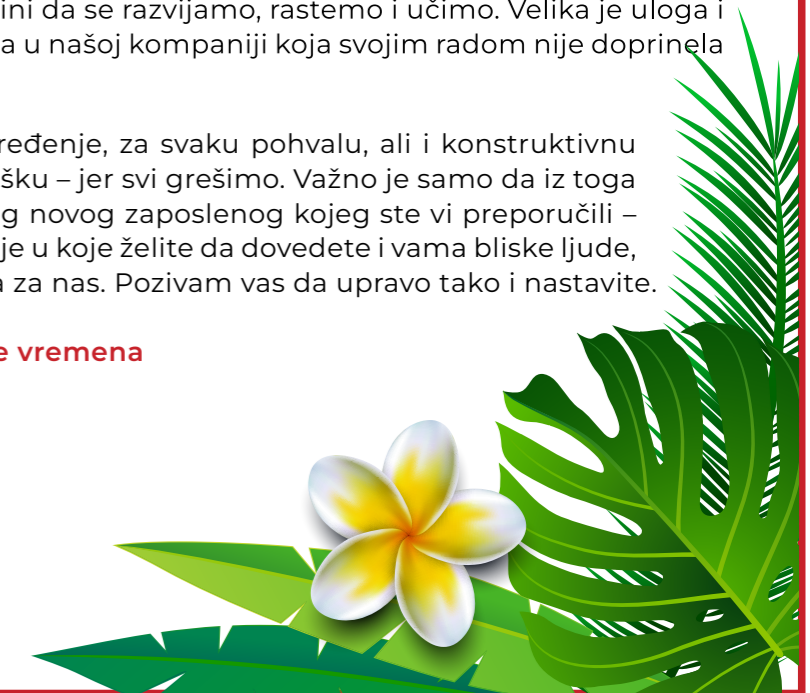 ini da se razvijamo, rastemo i učimo. Velika je uloga i
a u našoj kompaniji koja svojim radom nije doprinela
ređenje, za svaku pohvalu, ali i konstruktivnu
šku – jer svi grešimo. Važno je samo da iz toga
g novog zaposlenog kojeg ste vi preporučili –
je u koje želite da dovedete i vama bliske ljude,
a za nas. Pozivam vas da upravo tako i nastavite.
e vremena